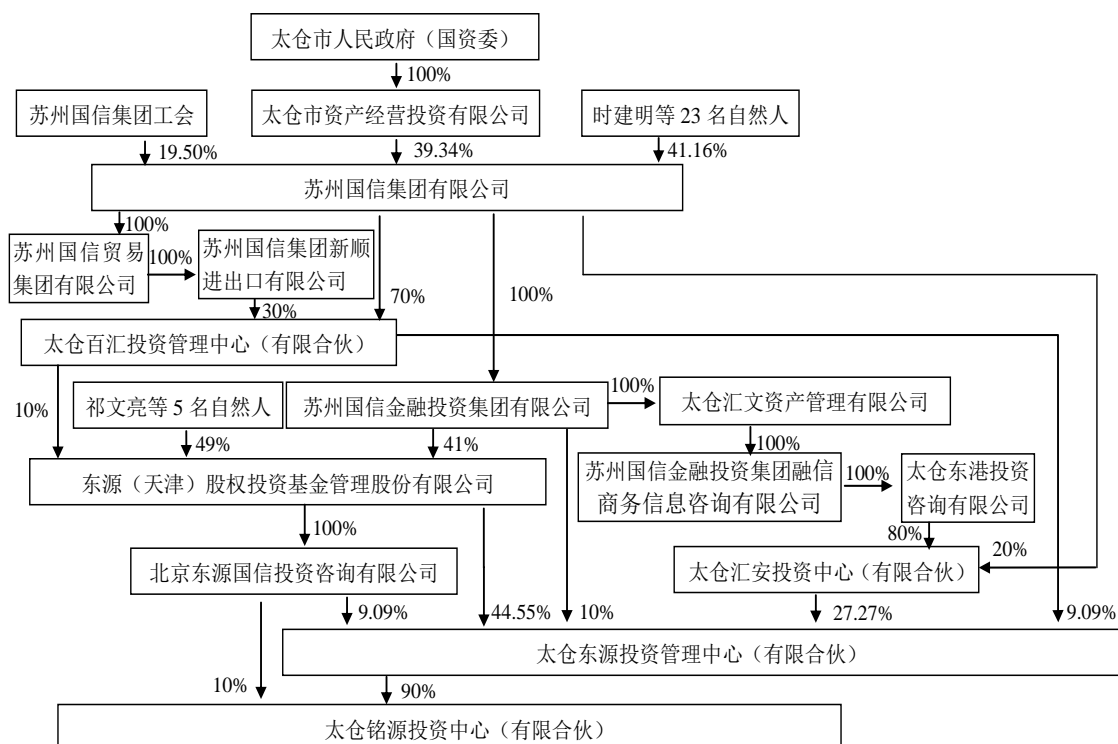 太仓市人民政府（国资委）
100%
苏州国信集团工会
太仓市资产经营投资有限公司
时建明等 23 名自然人
19.50%
39.34%
41.16%
苏州国信集团有限公司
100%
苏州国信贸易
集团有限公司
100%
苏州国信集团新顺
进出口有限公司
30%
70%
100%
太仓百汇投资管理中心（有限合伙）
10%
祁文亮等 5 名自然人
苏州国信金融投资集团有限公司
100%
太仓汇文资产管理有限公司
49%
41%
100%
东源（天津）股权投资基金管理股份有限公司
苏州国信金融投资集团融信
商务信息咨询有限公司
100%
太仓东港投资
咨询有限公司
100%
80%
20%
北京东源国信投资咨询有限公司
太仓汇安投资中心（有限合伙）
9.09%
44.55%
10%
27.27%
9.09%
太仓东源投资管理中心（有限合伙）
10%
90%
太仓铭源投资中心（有限合伙）